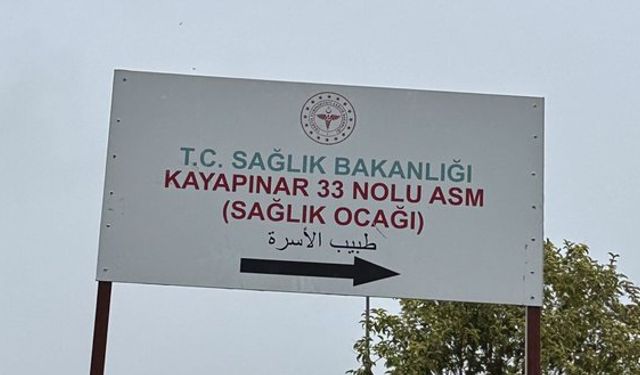 T.C. SAĞLIK BAKANLIĞI
KAYAPINAR 33 NOLU ASM
(SAĞLIK OCAĞI)
طبيب الأسرة